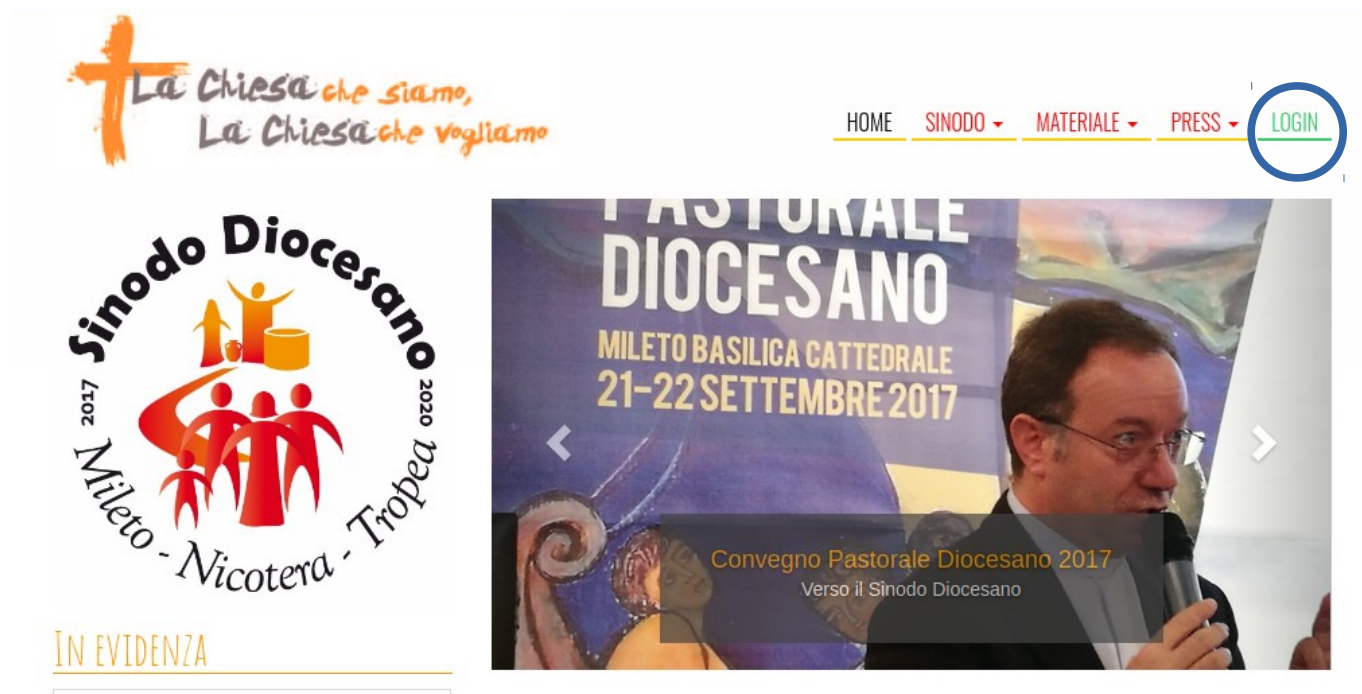 La Chiesa che siamo,
La Chiesa che vogliamo
HOME SINODO MATERIALE PRESS LOGIN
Sinodo Diocesano
2017 2020
Mileto - Nicotera - Tropea
PASTORALE
DIOCESANO
MILETO BASILICA CATTEDRALE
21-22 SETTEMBRE 2017
Convegno Pastorale Diocesano 2017
Verso il Sinodo Diocesano
IN EVIDENZA